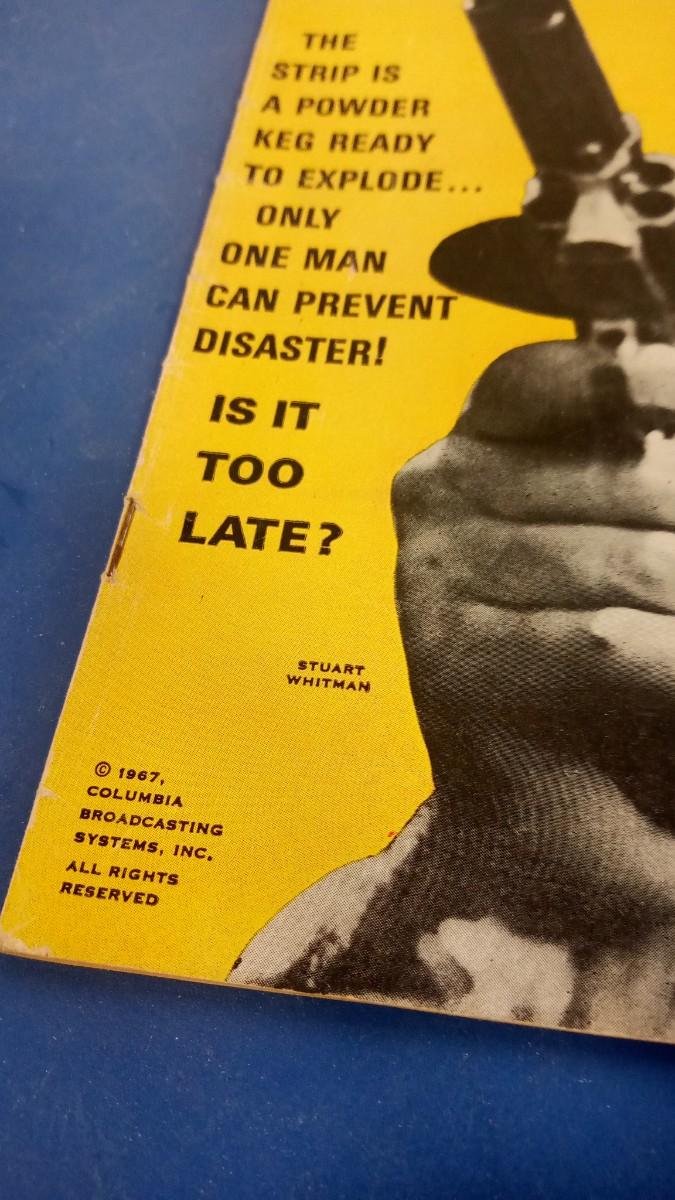 THE
STRIP IS
A POWDER
KEG READY
TO EXPLODE...
ONLY
ONE MAN
CAN PREVENT
DISASTER!
IS IT
TOO
LATE?
STUART
WHITMAN
© 1967,
COLUMBIA
BROADCASTING
SYSTEMS, INC.
ALL RIGHTS
RESERVED